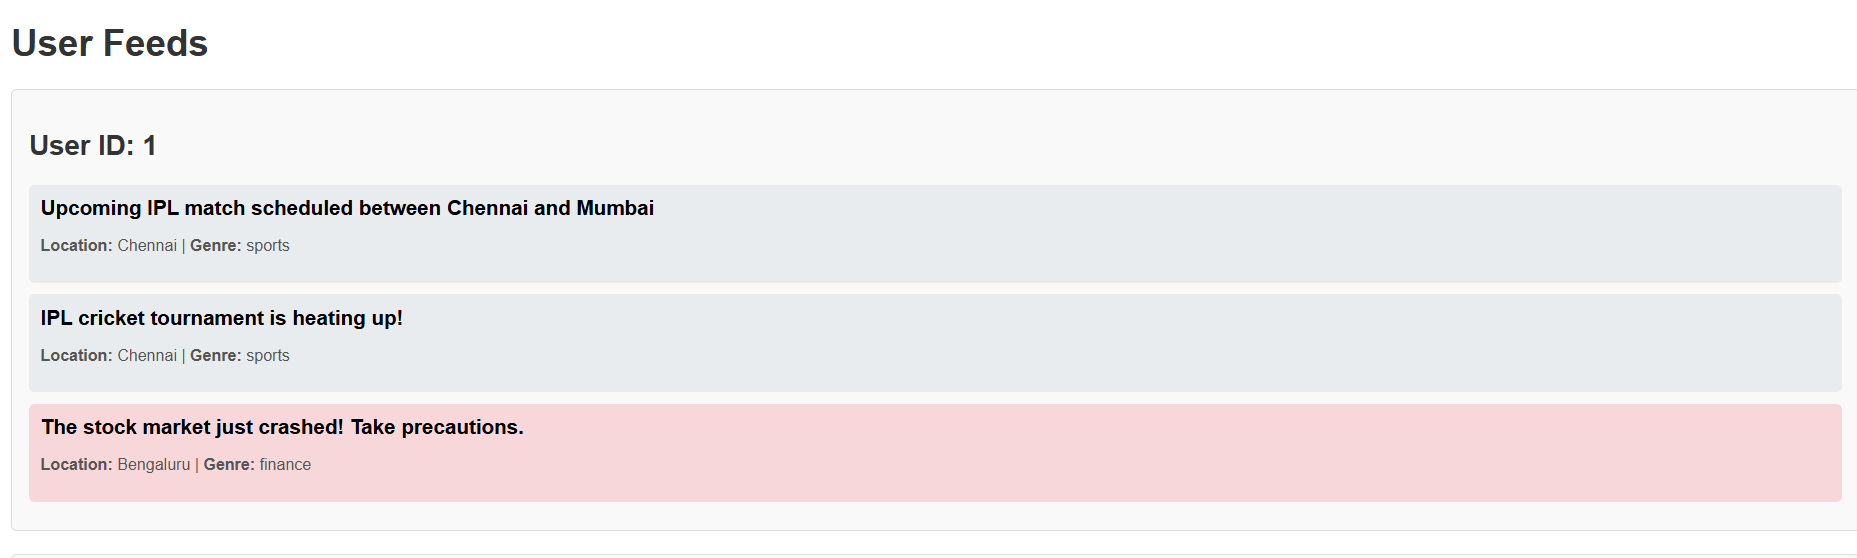 User Feeds
User ID: 1
Upcoming IPL match scheduled between Chennai and Mumbai
Location: Chennai | Genre: sports
IPL cricket tournament is heating up!
Location: Chennai | Genre: sports
The stock market just crashed! Take precautions.
Location: Bengaluru | Genre: finance